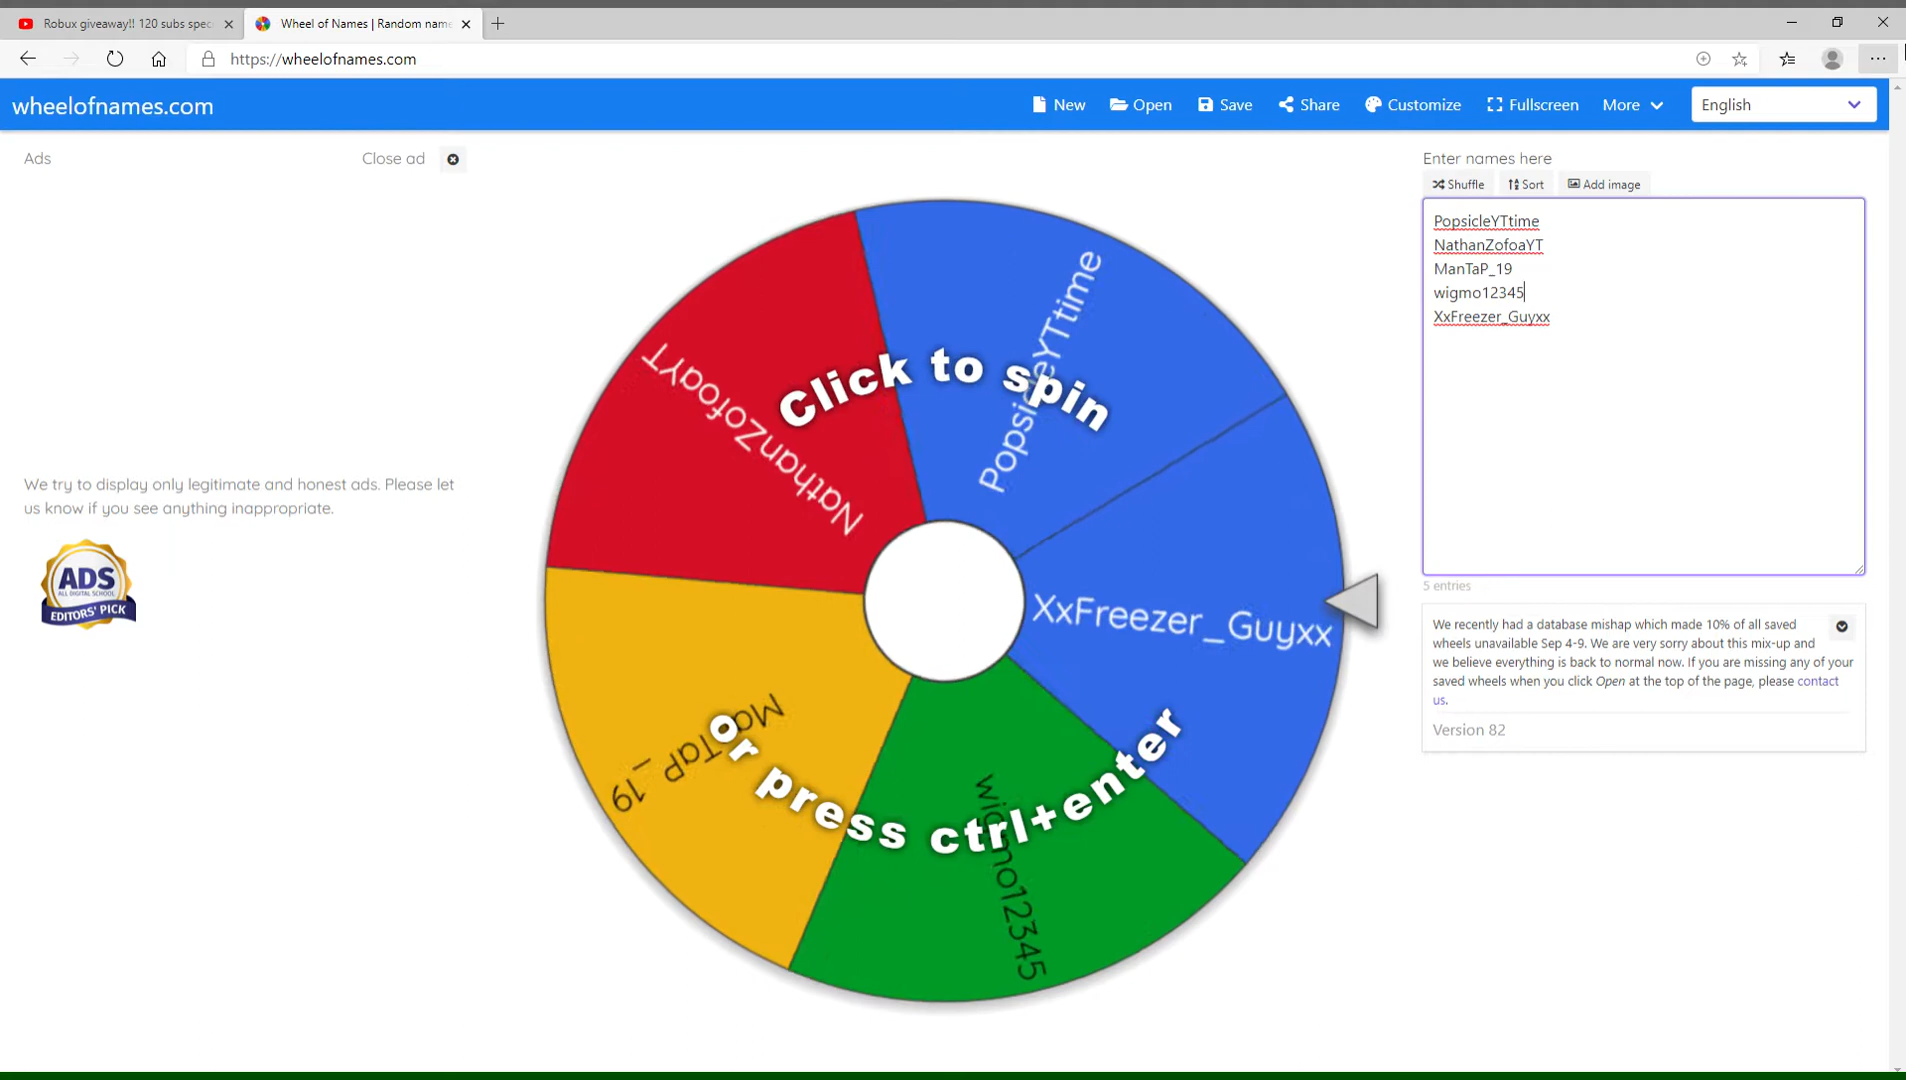 Robux giveaway!! 120 subs spec
Wheel of Names | Random name
https://wheelofnames.com
wheelofnames.com
New
Open
Save
Share
Customize
Fullscreen
More
English
Ads
Close ad
We try to display only legitimate and honest ads. Please let
us know if you see anything inappropriate.
ADS
ALL DIGITAL SCHOOL
EDITORS' PICK
Click to spin
or press ctrl+enter
PopsicleYTtime
NathanZofoaYT
XxFreezer_Guyxx
ManTaP_19
wigmo12345
Enter names here
Shuffle
Sort
Add image
PopsicleYTtime
NathanZofoaYT
ManTaP_19
wigmo12345
XxFreezer_Guyxx
5 entries
We recently had a database mishap which made 10% of all saved
wheels unavailable Sep 4-9. We are very sorry about this mix-up and
we believe everything is back to normal now. If you are missing any of your
saved wheels when you click Open at the top of the page, please contact
us.
Version 82